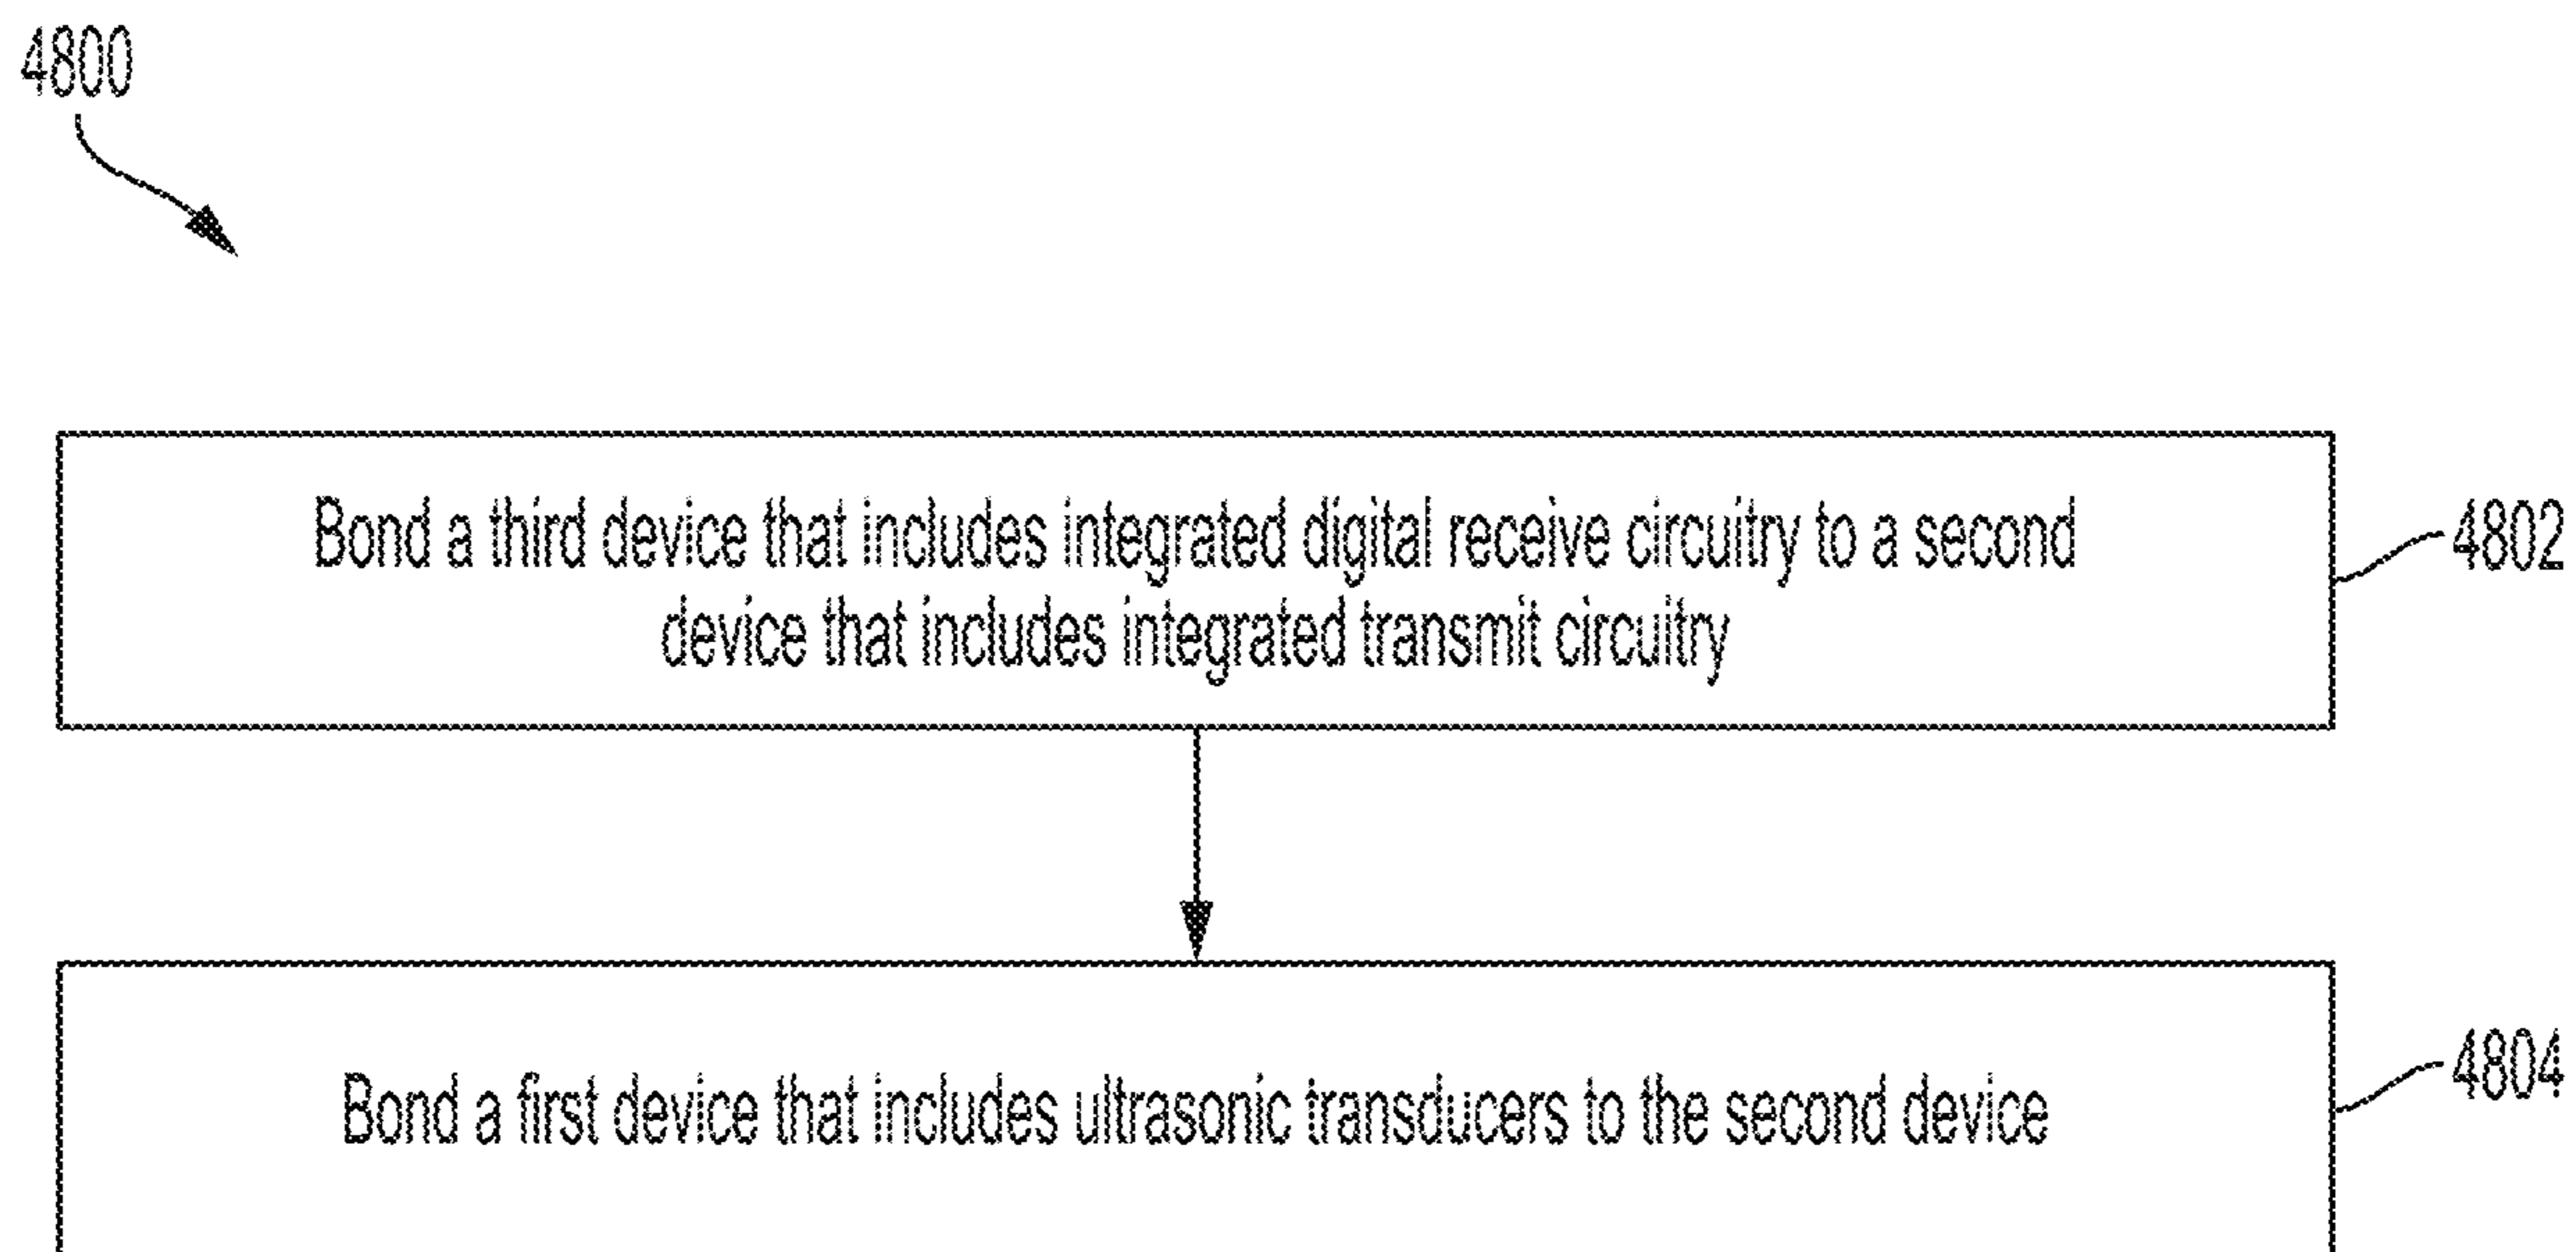 4800
Bond a third device that includes integrated digital receive circuitry to a second
device that includes integrated transmit circuitry
4802
Bond a first device that includes ultrasonic transducers to the second device
4804